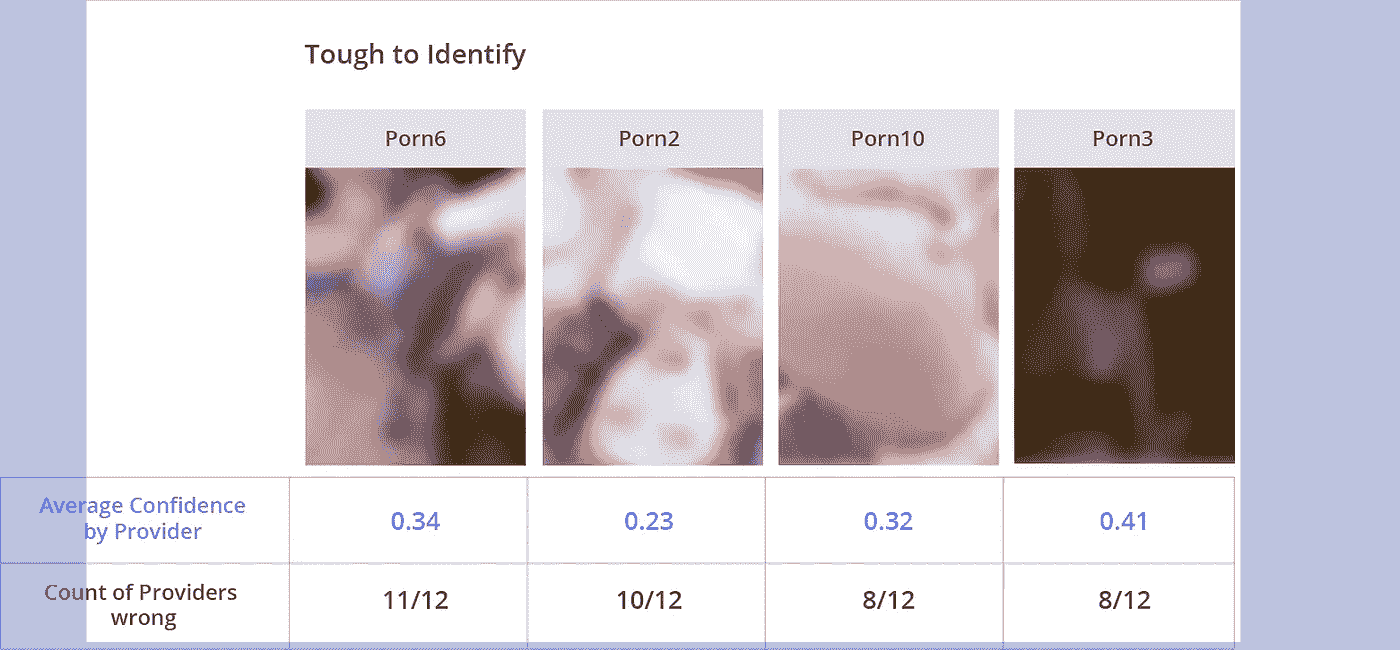 Tough to Identify
Porn6 Porn2 Porn10 Porn3
Average Confidence
by Provider
0.34 0.23 0.32 0.41
Count of Providers
wrong
11/12 10/12 8/12 8/12